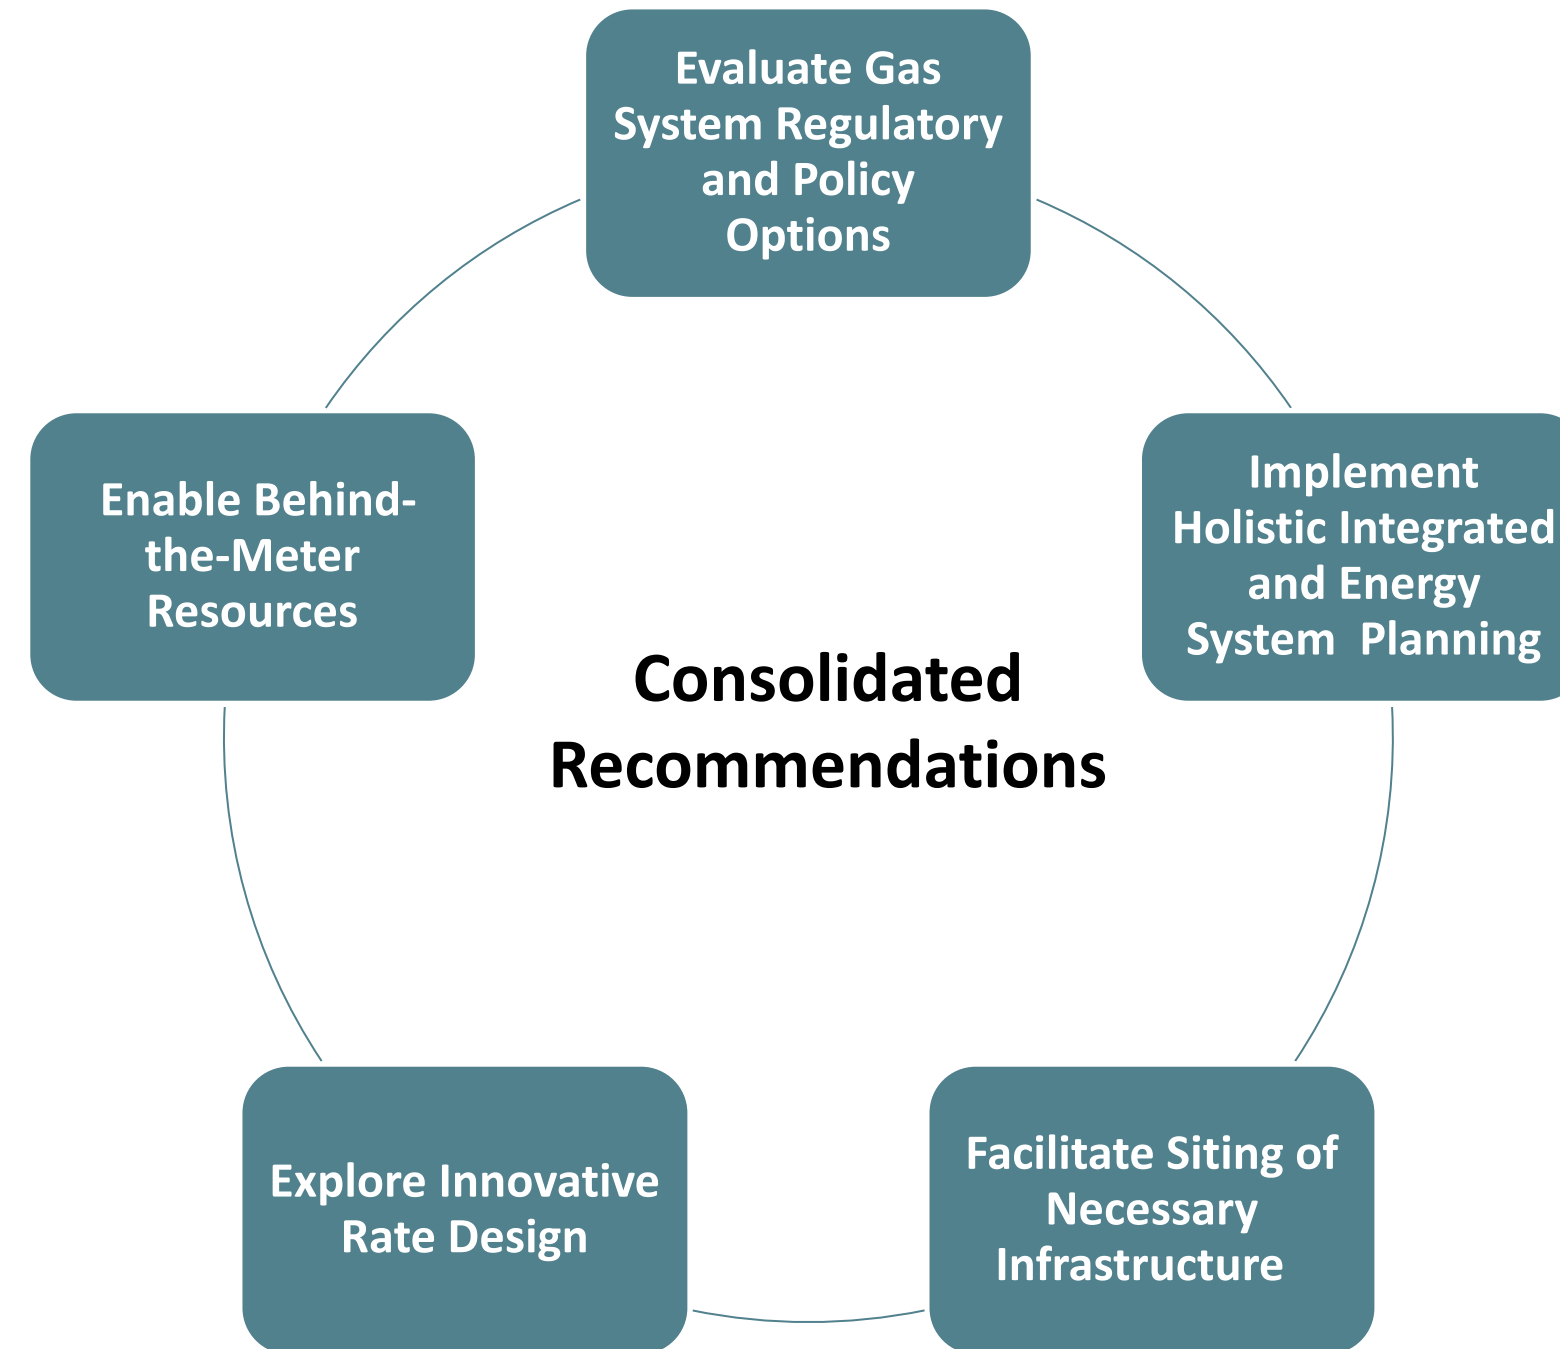 Evaluate Gas
System Regulatory
and Policy
Options
Enable Behind-
the-Meter
Resources
Implement
Holistic Integrated
and Energy
System  Planning
Consolidated
Recommendations
Explore Innovative
Rate Design
Facilitate Siting of
Necessary
Infrastructure